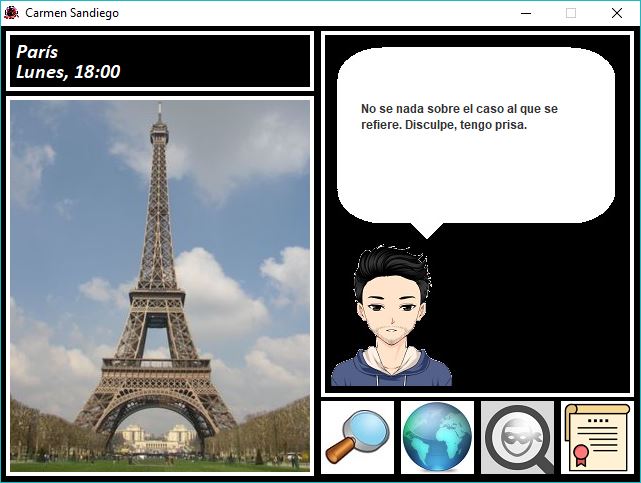 Carmen Sandiego
París
Lunes, 18:00
No se nada sobre el caso al que se
refiere. Disculpe, tengo prisa.